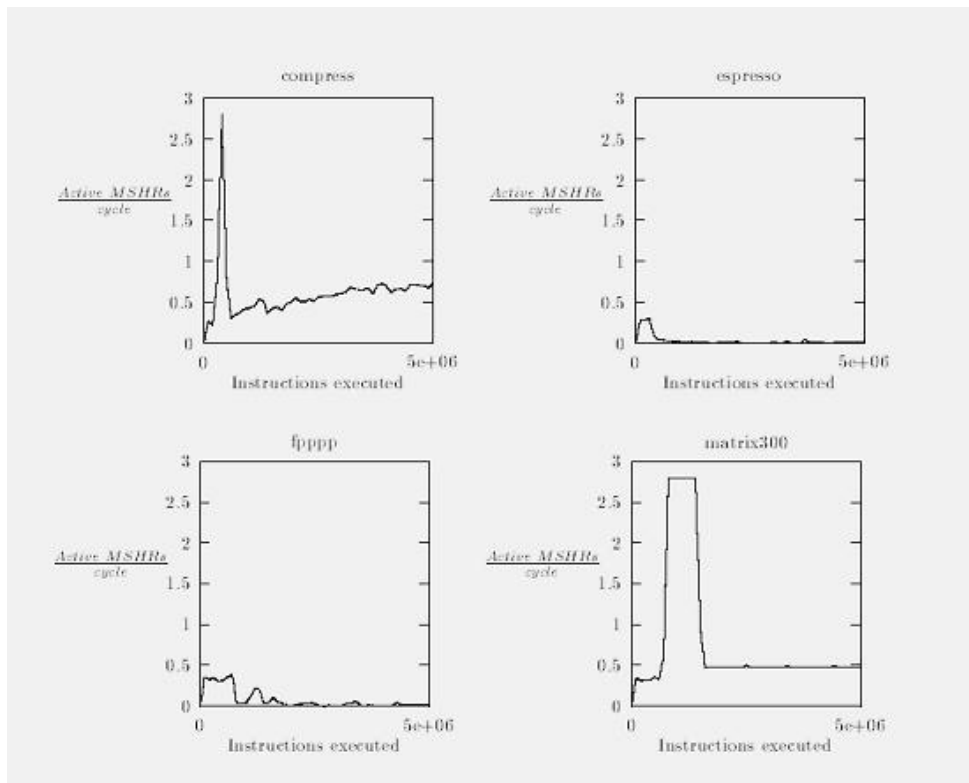 compress
3
2.5
2
Active MSHRs
cycle
1.5
1
0.5
0
0
5e+06
Instructions executed
espresso
3
2.5
2
Active MSHRs
cycle
1.5
1
0.5
0
0
5e+06
Instructions executed
fpppp
3
2.5
2
Active MSHRs
cycle
1.5
1
0.5
0
0
5e+06
Instructions executed
matrix300
3
2.5
2
Active MSHRs
cycle
1.5
1
0.5
0
0
5e+06
Instructions executed